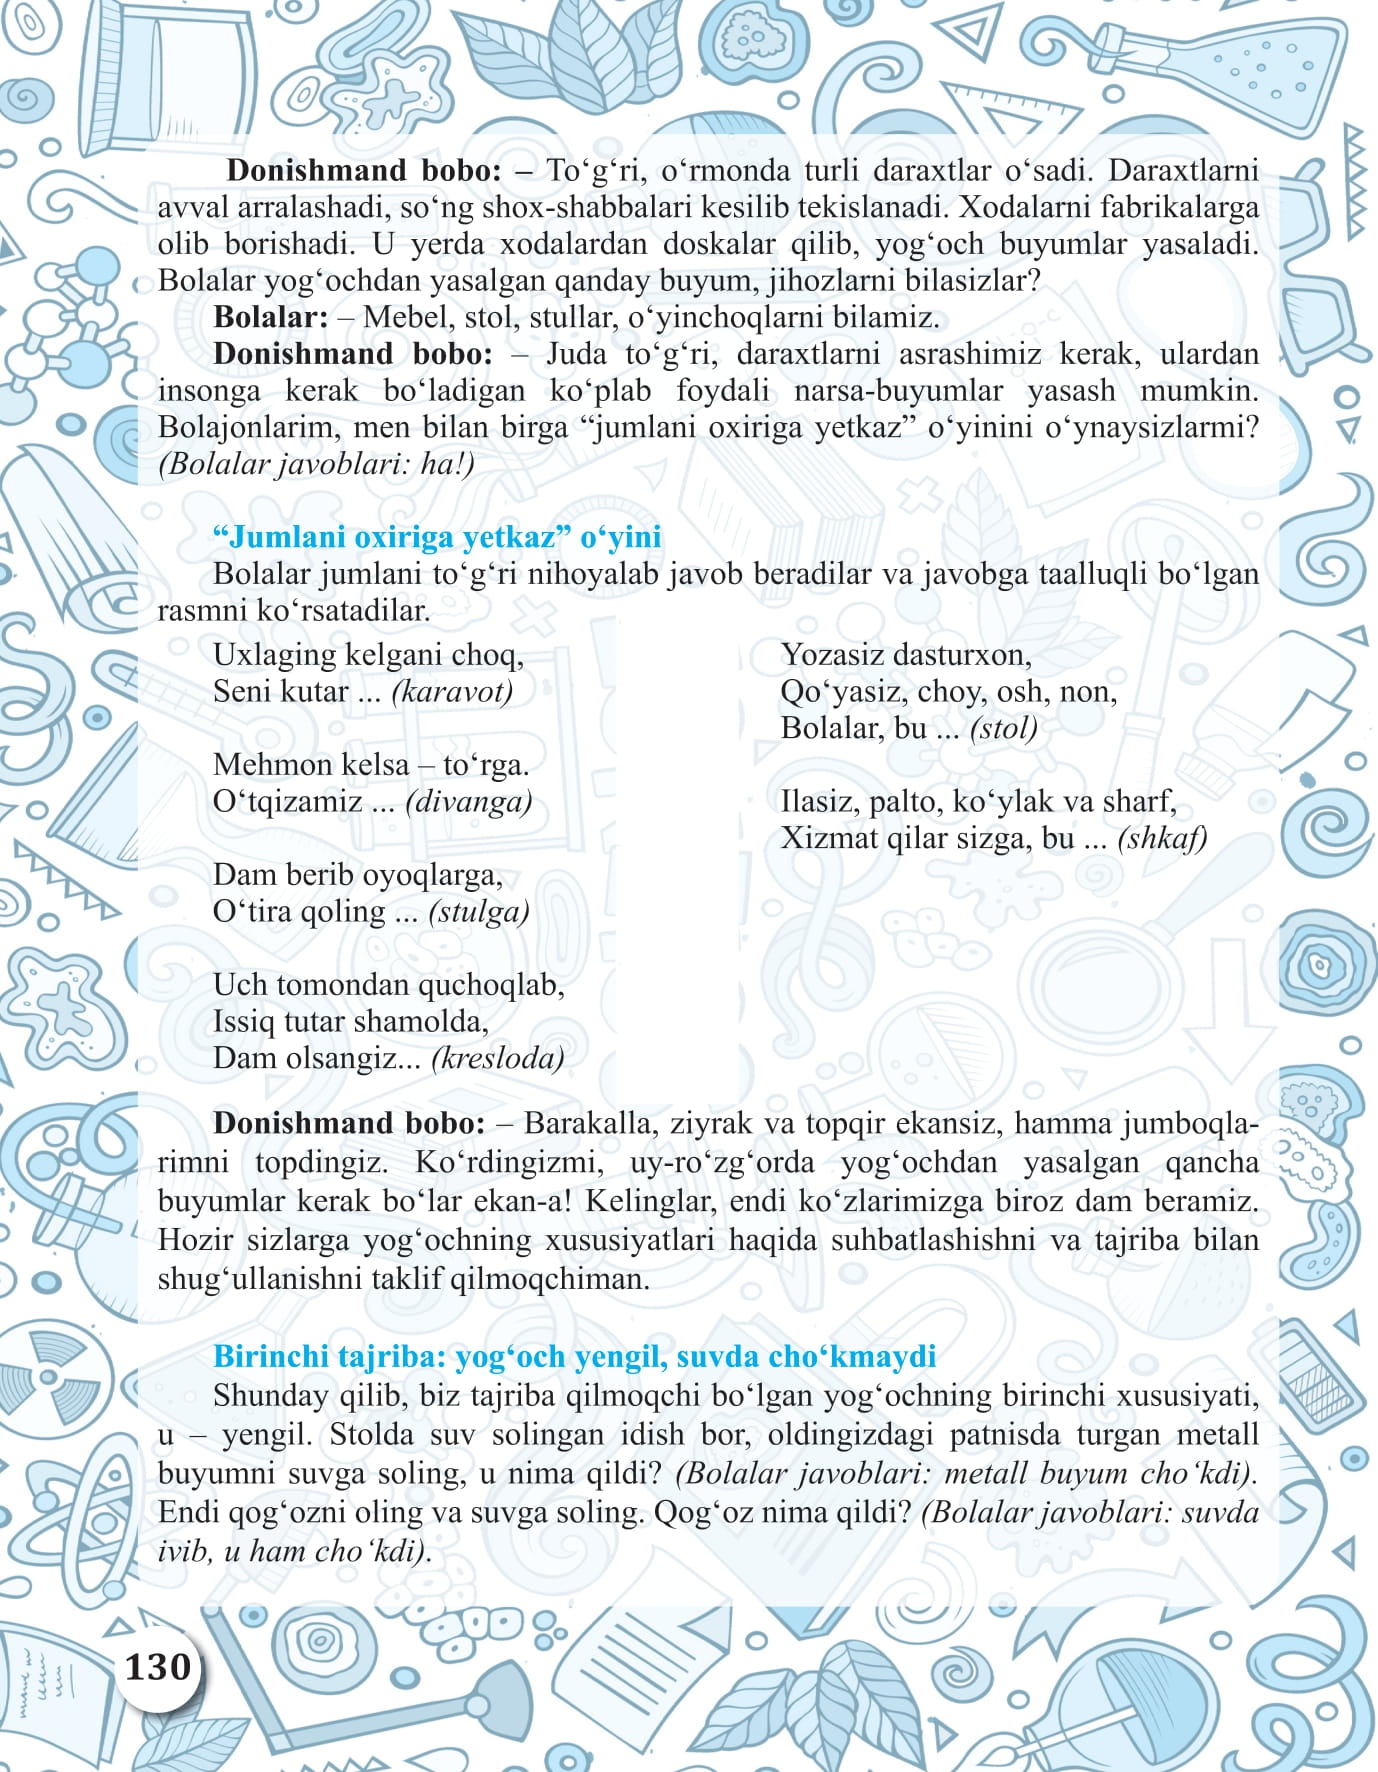 Donishmand bobo: – To‘g‘ri, o‘rmonda turli daraxtlar o‘sadi. Daraxtlarni
avval arralashadi, so‘ng shox-shabbalari kesilib tekislanadi. Xodalarni fabrikalarga
olib borishadi. U yerda xodalardan doskalar qilib, yog‘och buyumlar yasaladi.
Bolalar yog‘ochdan yasalgan qanday buyum, jihozlarni bilasizlar?
Bolalar: – Mebel, stol, stullar, o‘yinchoqlarni bilamiz.
Donishmand bobo: – Juda to‘g‘ri, daraxtlarni asrashimiz kerak, ulardan
insonga kerak bo‘ladigan ko‘plab foydali narsa-buyumlar yasash mumkin.
Bolajonlarim, men bilan birga “jumlani oxiriga yetkaz” o‘yinini o‘ynaysizlarmi?
(Bolalar javoblari: ha!)
“Jumlani oxiriga yetkaz” o‘yini
Bolalar jumlani to‘g‘ri nihoyalab javob beradilar va javobga taalluqli bo‘lgan
rasmni ko‘rsatadilar.
Uxlaging kelgani choq,
Seni kutar ... (karavot)
Mehmon kelsa – to‘rga.
O‘tqizamiz ... (divanga)
Dam berib oyoqlarga,
O‘tira qoling ... (stulga)
Uch tomondan quchoqlab,
Issiq tutar shamolda,
Dam olsangiz... (kresloda)
Yozasiz dasturxon,
Qo‘yasiz, choy, osh, non,
Bolalar, bu ... (stol)
Ilasiz, palto, ko‘ylak va sharf,
Xizmat qilar sizga, bu ... (shkaf)
Donishmand bobo: – Barakalla, ziyrak va topqir ekansiz, hamma jumboqla-
rimni topdingiz. Ko‘rdingizmi, uy-ro‘zg‘orda yog‘ochdan yasalgan qancha
buyumlar kerak bo‘lar ekan-a! Kelinglar, endi ko‘zlarimizga biroz dam beramiz.
Hozir sizlarga yog‘ochning xususiyatlari haqida suhbatlashishni va tajriba bilan
shug‘ullanishni taklif qilmoqchiman.
Birinchi tajriba: yog‘och yengil, suvda cho‘kmaydi
Shunday qilib, biz tajriba qilmoqchi bo‘lgan yog‘ochning birinchi xususiyati,
u – yengil. Stolda suv solingan idish bor, oldingizdagi patnisda turgan metall
buyumni suvga soling, u nima qildi? (Bolalar javoblari: metall buyum cho‘kdi).
Endi qog‘ozni oling va suvga soling. Qog‘oz nima qildi? (Bolalar javoblari: suvda
ivib, u ham cho‘kdi).
130